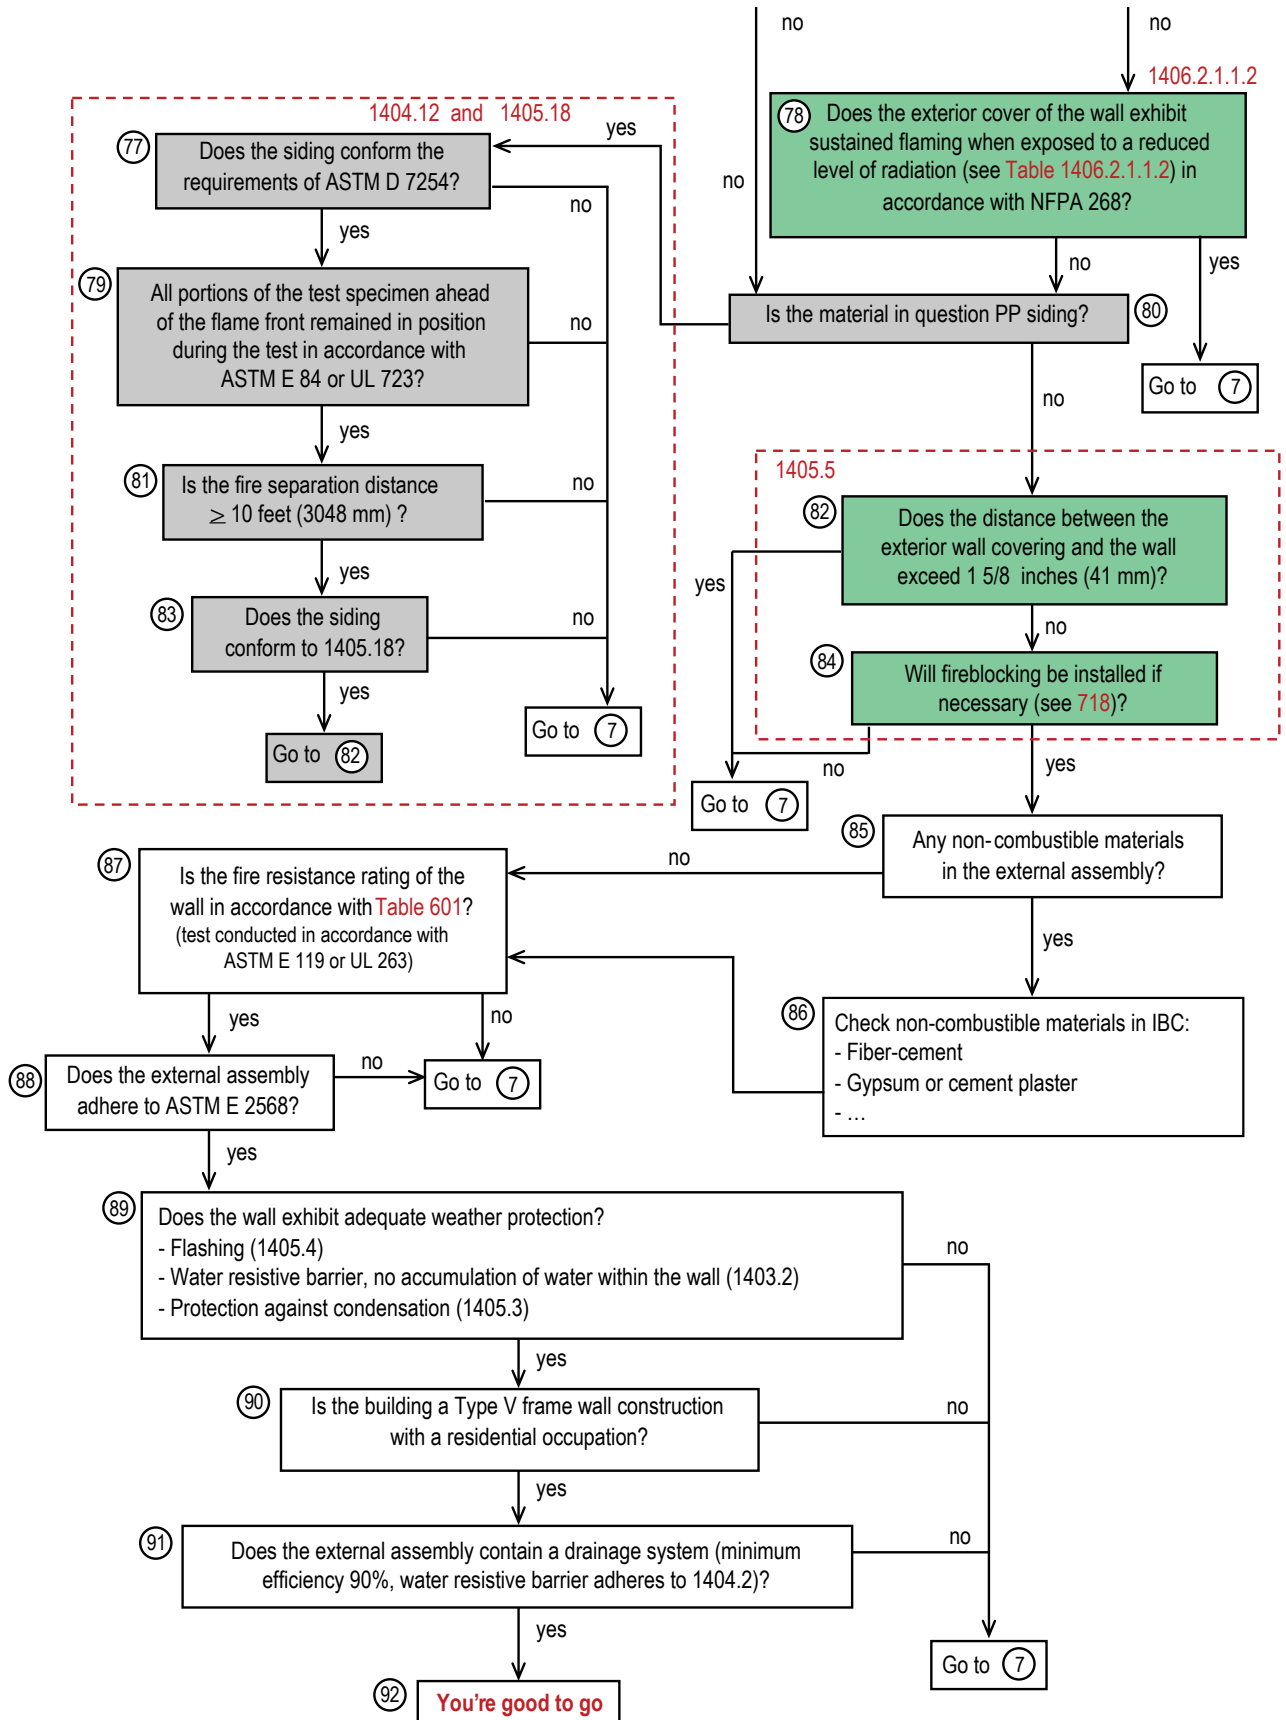 no
no
1406.2.1.1.2
78
Does the exterior cover of the wall exhibit
sustained flaming when exposed to a reduced
level of radiation (see Table 1406.2.1.1.2) in
accordance with NFPA 268?
1404.12 and 1405.18
yes
77
Does the siding conform the
requirements of ASTM D 7254?
no
no
yes
no
yes
79
All portions of the test specimen ahead
of the flame front remained in position
during the test in accordance with
ASTM E 84 or UL 723?
no
80
Is the material in question PP siding?
Go to 7
no
yes
81
Is the fire separation distance
≥ 10 feet (3048 mm) ?
no
1405.5
82
Does the distance between the
exterior wall covering and the wall
exceed 1 5/8 inches (41 mm)?
yes
yes
no
83
Does the siding
conform to 1405.18?
no
84
Will fireblocking be installed if
necessary (see 718)?
yes
Go to 7
Go to 82
no
yes
Go to 7
85
Any non-combustible materials
in the external assembly?
no
87
Is the fire resistance rating of the
wall in accordance with Table 601?
(test conducted in accordance with
ASTM E 119 or UL 263)
yes
86
Check non-combustible materials in IBC:
- Fiber-cement
- Gypsum or cement plaster
- …
yes
no
88
Does the external assembly
adhere to ASTM E 2568?
no
Go to 7
yes
89
Does the wall exhibit adequate weather protection?
- Flashing (1405.4)
- Water resistive barrier, no accumulation of water within the wall (1403.2)
- Protection against condensation (1405.3)
no
yes
90
Is the building a Type V frame wall construction
with a residential occupation?
no
yes
91
Does the external assembly contain a drainage system (minimum
efficiency 90%, water resistive barrier adheres to 1404.2)?
no
yes
Go to 7
92
You're good to go